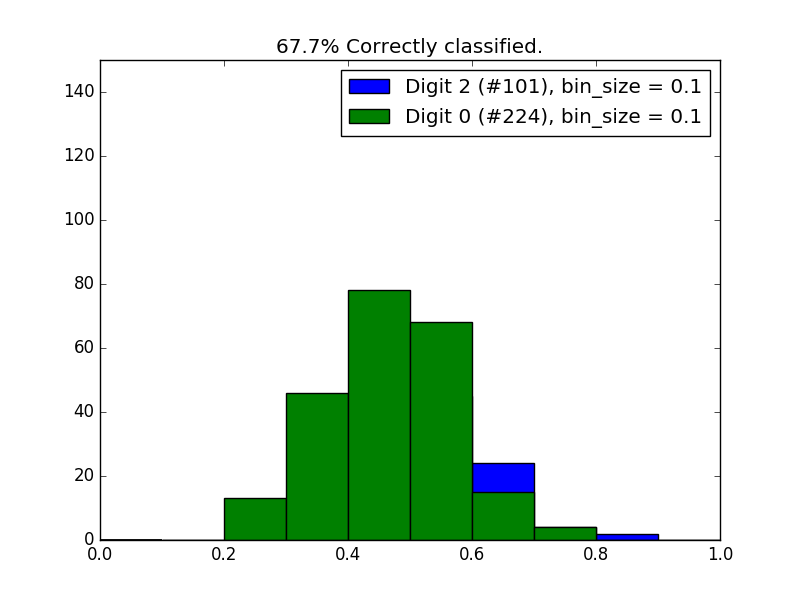 67.7% Correctly classified.
Digit 2 (#101), bin_size = 0.1
Digit 0 (#224), bin_size = 0.1
140
120
100
80
60
40
20
0
0.0 0.2 0.4 0.6 0.8 1.0